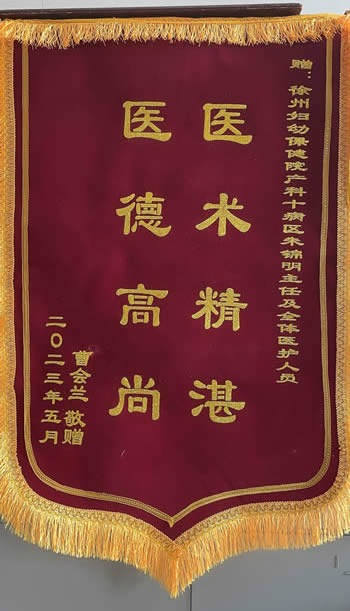 赠：徐州妇幼保健院产科十病区朱锦明主任及全体医护人员
医术精湛
医德高尚
曹会兰 敬赠
二〇二三年五月